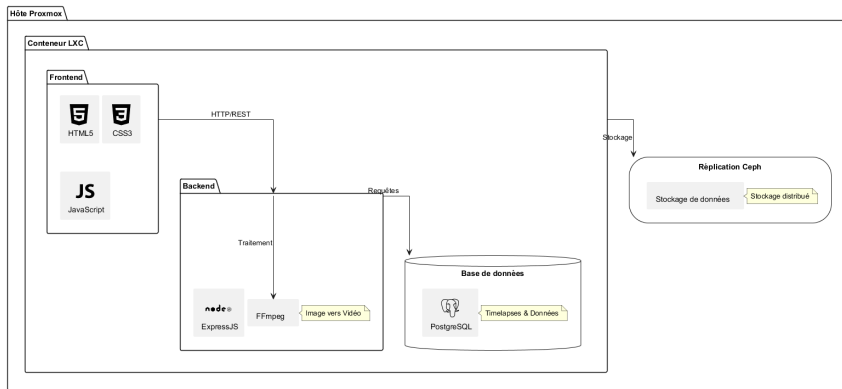 Hôte Proxmox
Conteneur LXC
Frontend
HTML5
CSS3
JS
JavaScript
HTTP/REST
Stockage
Réplication Ceph
Stockage de données
Stockage distribué
Backend
Requêtes
Traitement
node
ExpressJS
FFmpeg
Image vers Vidéo
Base de données
PostgreSQL
Timelapses & Données